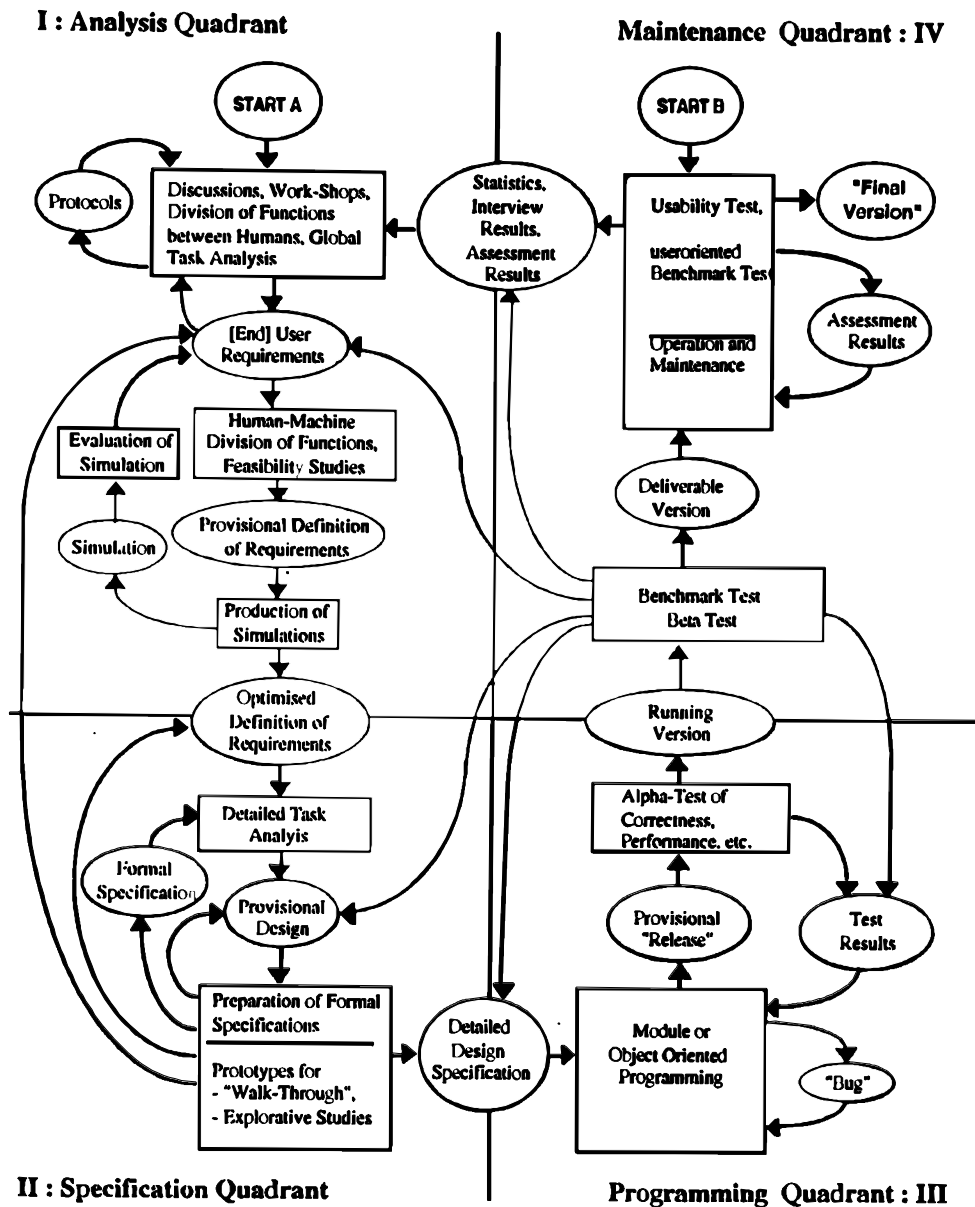 I : Analysis Quadrant
Maintenance Quadrant : IV
START A
START B
Protocols
Discussions, Work-Shops,
Division of Functions
between Humans, Global
Task Analysis
Statistics,
Interview
Results,
Assessment
Results
Usability Test,
useroriented
Benchmark Tes
Operation and
Maintenance
"Final
Version"
Assessment
Results
[End] User
Requirements
Evaluation of
Simulation
Human-Machine
Division of Functions,
Feasibility Studies
Deliverable
Version
Simulation
Provisional Definition
of Requirements
Production of
Simulations
Benchmark Test
Beta Test
Optimised
Definition of
Requirements
Running
Version
Detailed Task
Analyis
Alpha-Test of
Correctness,
Performance, etc.
Formal
Specification
Provisional
Design
Provisional
"Release"
Test
Results
Preparation of Formal
Specifications
Prototypes for
- "Walk-Through",
- Explorative Studies
Detailed
Design
Specification
Module or
Object Oriented
Programming
"Bug"
II : Specification Quadrant
Programming Quadrant : III